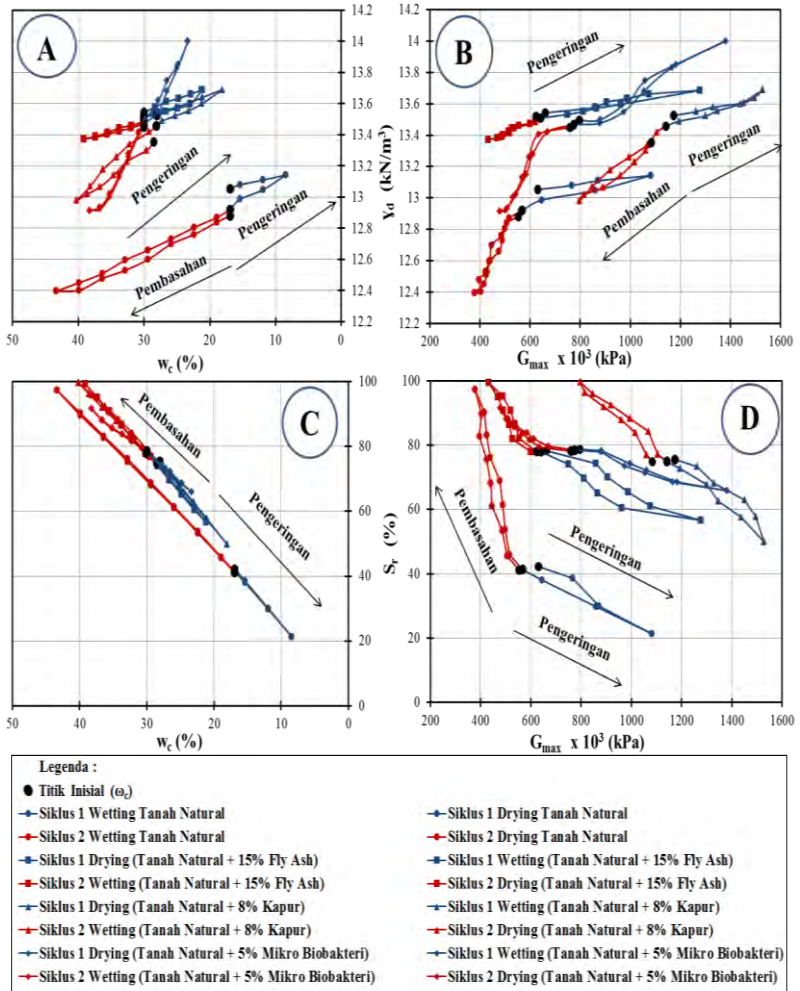 A
B
14.2
14
13.8
13.6
13.4
13.2
13
12.8
12.6
12.4
12.2
50 40 30 20 10 0
w_c (%)
Pengeringan
Pengeringan
Pembasahan
γ_d (kN/m³)
14.2
14
13.8
13.6
13.4
13.2
13
12.8
12.6
12.4
12.2
200 400 600 800 1000 1200 1400 1600
G_max x 10³ (kPa)
Pengeringan
Pengeringan
Pembasahan
C
D
100
80
60
40
20
0
50 40 30 20 10 0
w_c (%)
Pembasahan
Pengeringan
S_r (%)
100
80
60
40
20
0
200 400 600 800 1000 1200 1400 1600
G_max x 10³ (kPa)
Pembasahan
Pengeringan
Pengeringan
Legenda :
Titik Inisial (ω_c)
Siklus 1 Wetting Tanah Natural
Siklus 2 Wetting Tanah Natural
Siklus 1 Drying (Tanah Natural + 15% Fly Ash)
Siklus 2 Wetting (Tanah Natural + 15% Fly Ash)
Siklus 1 Drying (Tanah Natural + 8% Kapur)
Siklus 2 Wetting (Tanah Natural + 8% Kapur)
Siklus 1 Drying (Tanah Natural + 5% Mikro Biobakteri)
Siklus 2 Wetting (Tanah Natural + 5% Mikro Biobakteri)
Siklus 1 Drying Tanah Natural
Siklus 2 Drying Tanah Natural
Siklus 1 Wetting (Tanah Natural + 15% Fly Ash)
Siklus 2 Drying (Tanah Natural + 15% Fly Ash)
Siklus 1 Wetting (Tanah Natural + 8% Kapur)
Siklus 2 Drying (Tanah Natural + 8% Kapur)
Siklus 1 Wetting (Tanah Natural + 5% Mikro Biobakteri)
Siklus 2 Drying (Tanah Natural + 5% Mikro Biobakteri)